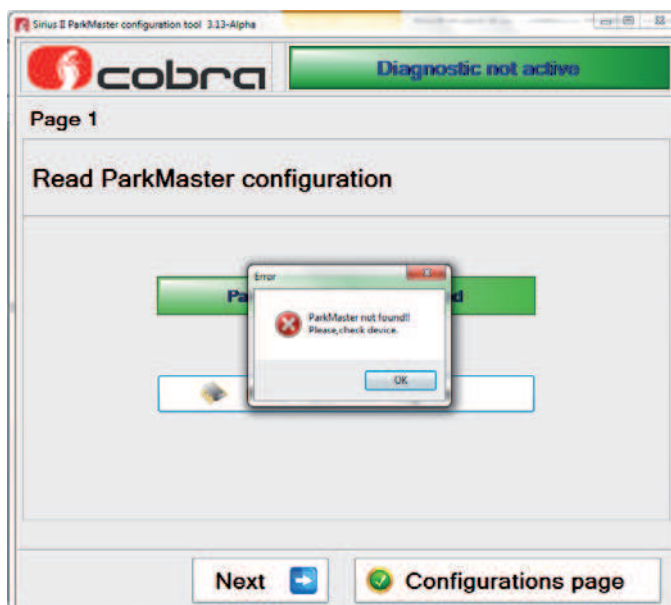 Sirius II ParkMaster configuration tool 3.13-Alpha
cobra
Diagnostic not active
Page 1
Read ParkMaster configuration
Error
ParkMaster not found!!
Please,check device.
OK
Next
Configurations page